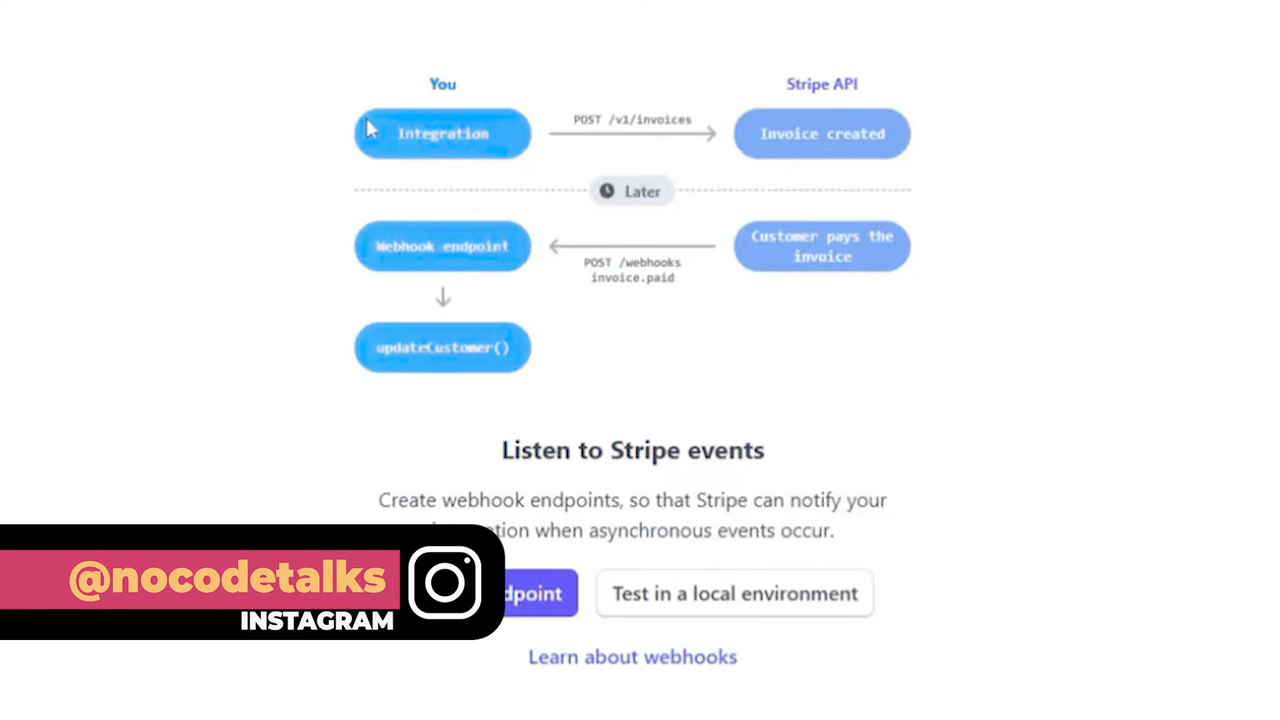 You
Stripe API
Integration
POST /v1/invoices
Invoice created
Later
Webhook endpoint
POST /webhooks
invoice.paid
Customer pays the
invoice
updateCustomer()
Listen to Stripe events
Create webhook endpoints, so that Stripe can notify your
when asynchronous events occur.
@nocodetalks
INSTAGRAM
Test in a local environment
Learn about webhooks